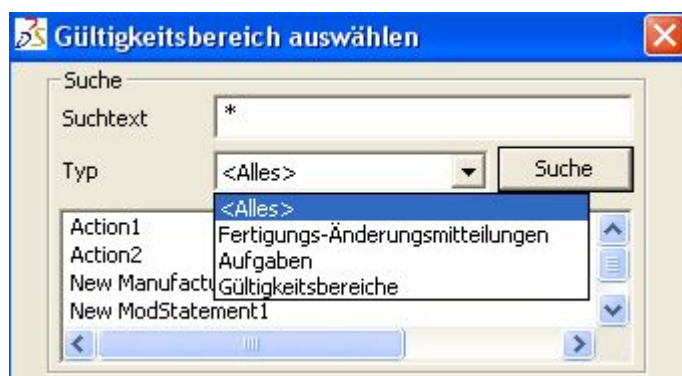 Gültigkeitsbereich auswählen
Suche
Suchtext *
Typ <Alles> Suche
<Alles>
Fertigungs-Änderungsmitteilungen
Aufgaben
Gültigkeitsbereiche
Action1
Action2
New Manufactu
New ModStatement1